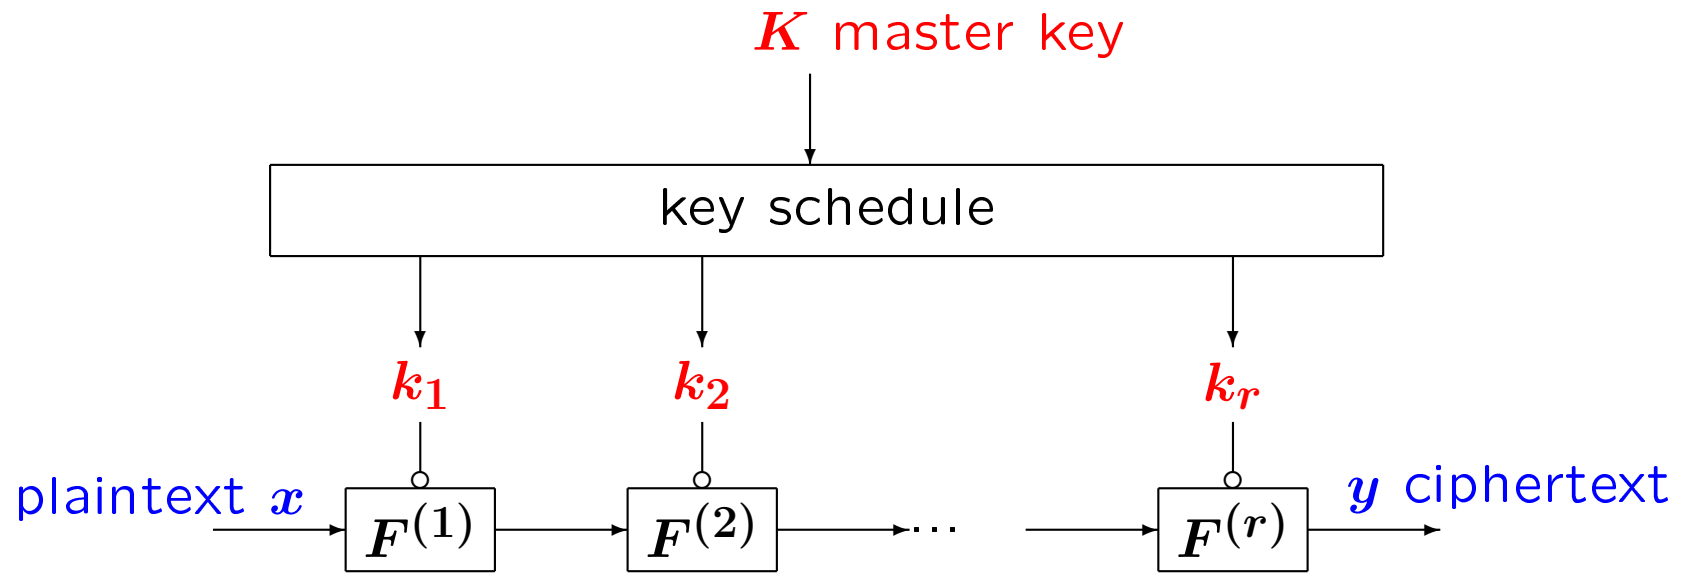 K master key
key schedule
k₁ k₂ kᵣ
plaintext x
y ciphertext
F⁽¹⁾ F⁽²⁾ ··· F⁽ʳ⁾